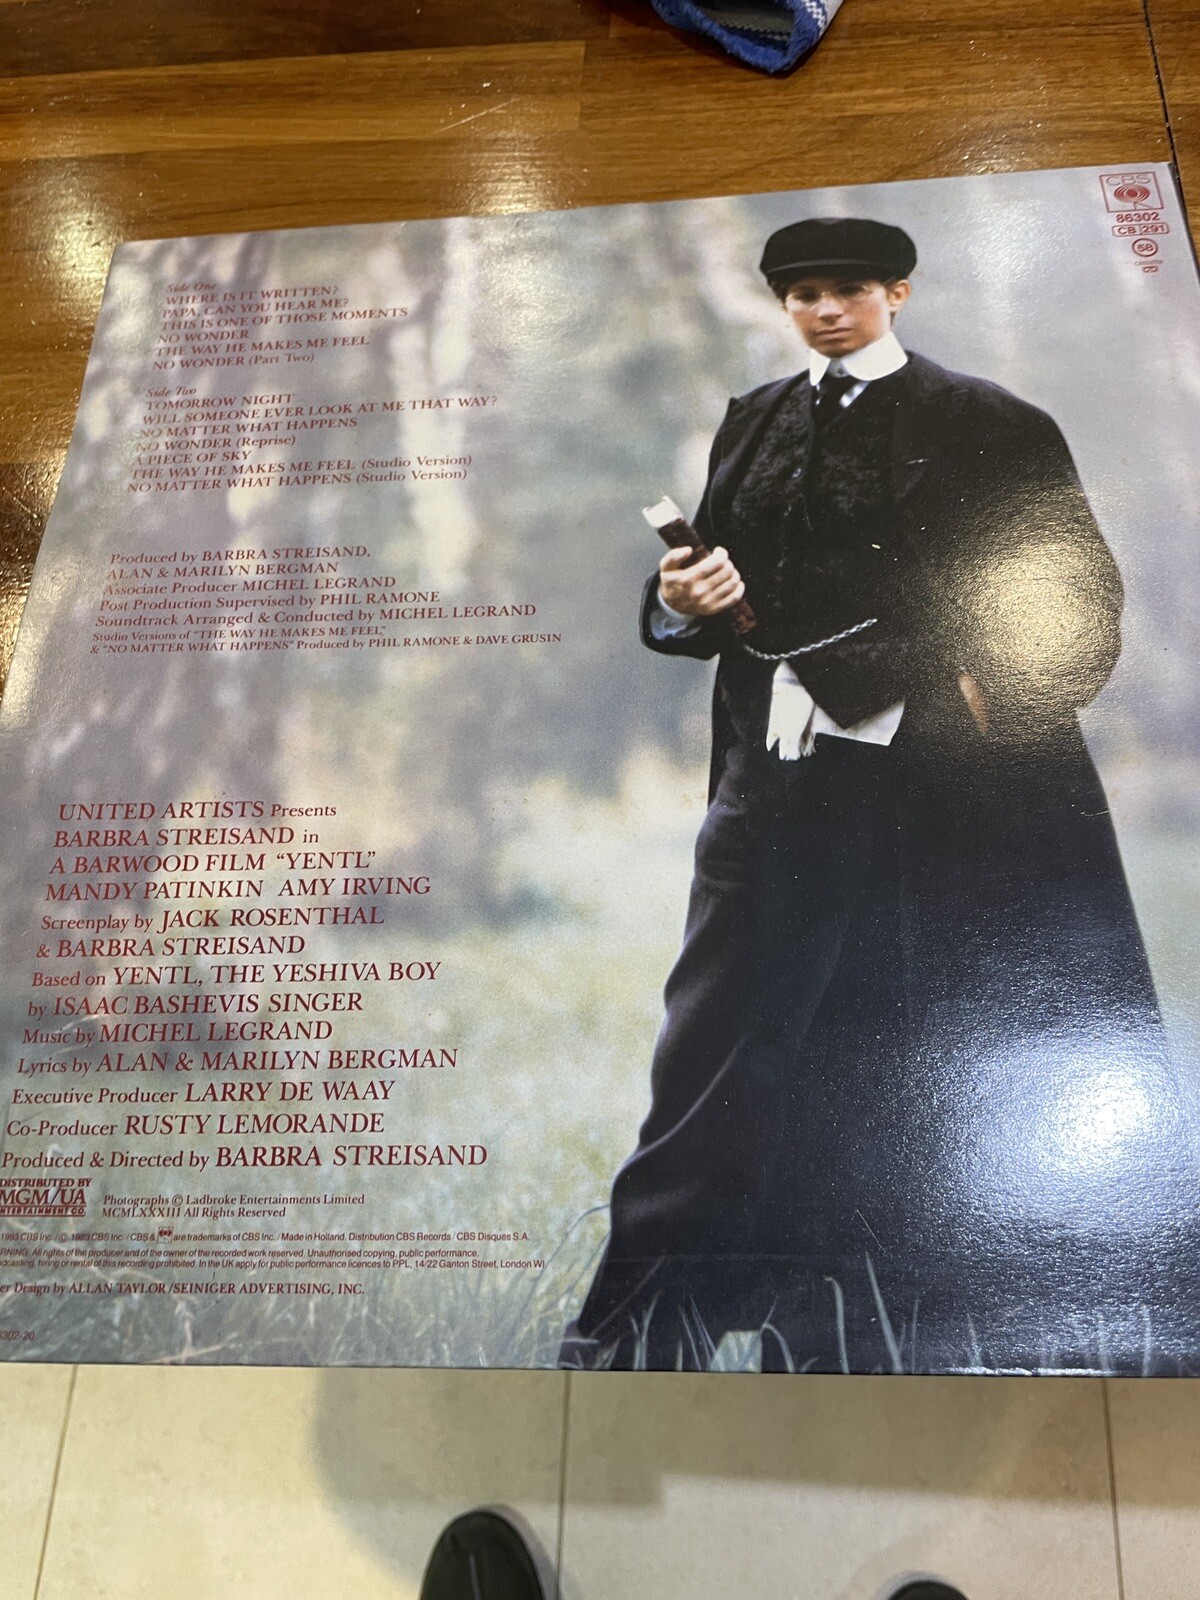 CBS
86302
CB 291
58
Side One
WHERE IS IT WRITTEN?
PAPA, CAN YOU HEAR ME?
THIS IS ONE OF THOSE MOMENTS
NO WONDER
THE WAY HE MAKES ME FEEL
NO WONDER (Part Two)
Side Two
TOMORROW NIGHT
WILL SOMEONE EVER LOOK AT ME THAT WAY?
NO MATTER WHAT HAPPENS
NO WONDER (Reprise)
A PIECE OF SKY
THE WAY HE MAKES ME FEEL (Studio Version)
NO MATTER WHAT HAPPENS (Studio Version)
Produced by BARBRA STREISAND,
ALAN & MARILYN BERGMAN
Associate Producer MICHEL LEGRAND
Post Production Supervised by PHIL RAMONE
Soundtrack Arranged & Conducted by MICHEL LEGRAND
Studio Versions of "THE WAY HE MAKES ME FEEL,"
& "NO MATTER WHAT HAPPENS" Produced by PHIL RAMONE & DAVE GRUSIN
UNITED ARTISTS Presents
BARBRA STREISAND in
A BARWOOD FILM “YENTL”
MANDY PATINKIN AMY IRVING
Screenplay by JACK ROSENTHAL
& BARBRA STREISAND
Based on YENTL, THE YESHIVA BOY
by ISAAC BASHEVIS SINGER
Music by MICHEL LEGRAND
Lyrics by ALAN & MARILYN BERGMAN
Executive Producer LARRY DE WAAY
Co-Producer RUSTY LEMORANDE
Produced & Directed by BARBRA STREISAND
DISTRIBUTED BY
MGM/UA
ENTERTAINMENT CO.
Photographs © Ladbroke Entertainments Limited
MCMLXXXIII All Rights Reserved
1983 CBS Inc. / © 1983 CBS Inc. / CBS & are trademarks of CBS Inc. / Made in Holland. Distribution CBS Records / CBS Disques S.A.
RNING: All rights of the producer and of the owner of the recorded work reserved. Unauthorised copying, public performance,
adcasting, hiring or rental of this recording prohibited. In the UK apply for public performance licences to PPL, 14/22 Ganton Street, London WI
er Design by ALLAN TAYLOR/SEINIGER ADVERTISING, INC.
6302-20